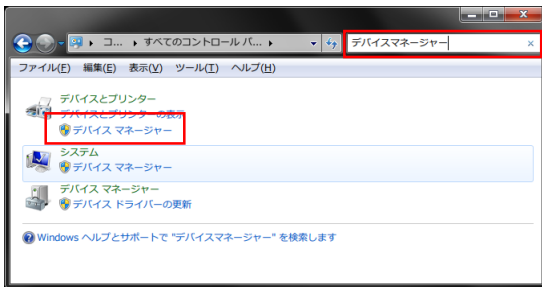 コ... ▸ すべてのコントロール パ... ▸ デバイスマネージャー
ファイル(F) 編集(E) 表示(V) ツール(T) ヘルプ(H)
デバイスとプリンター
デバイスとプリンターの表示
デバイス マネージャー
システム
デバイス マネージャー
デバイス マネージャー
デバイス ドライバーの更新
Windows ヘルプとサポートで "デバイスマネージャー" を検索します